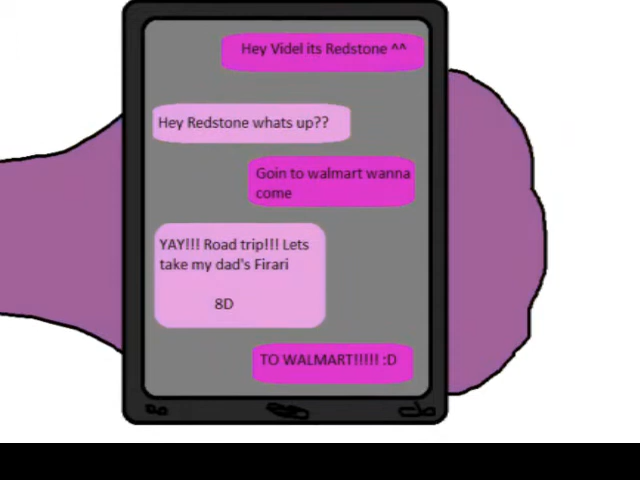 Hey Videl its Redstone ^^
Hey Redstone whats up??
Goin to walmart wanna
come
YAY!!! Road trip!!! Lets
take my dad's Firari
8D
TO WALMART!!!!! :D